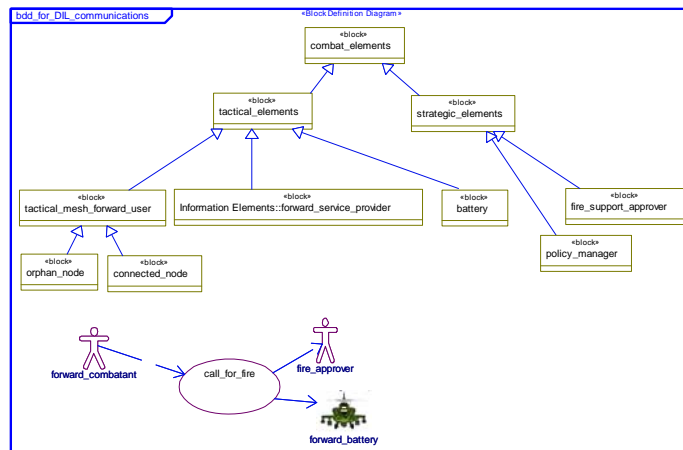 bdd_for_DIL_communications
«Block Definition Diagram»
«block»
combat_elements
«block»
tactical_elements
«block»
strategic_elements
«block»
tactical_mesh_forward_user
«block»
Information Elements::forward_service_provider
«block»
battery
«block»
fire_support_approver
«block»
policy_manager
«block»
orphan_node
«block»
connected_node
forward_combatant
call_for_fire
fire_approver
forward_battery